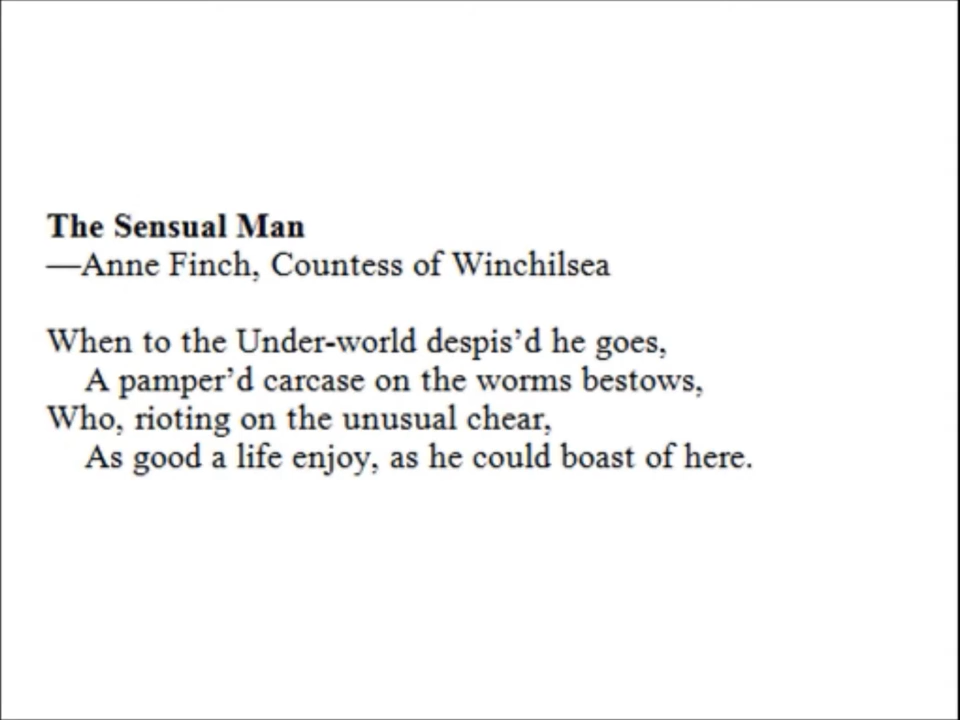 The Sensual Man
—Anne Finch, Countess of Winchilsea
When to the Under-world despis’d he goes,
A pamper’d carcase on the worms bestows,
Who, rioting on the unusual chear,
As good a life enjoy, as he could boast of here.